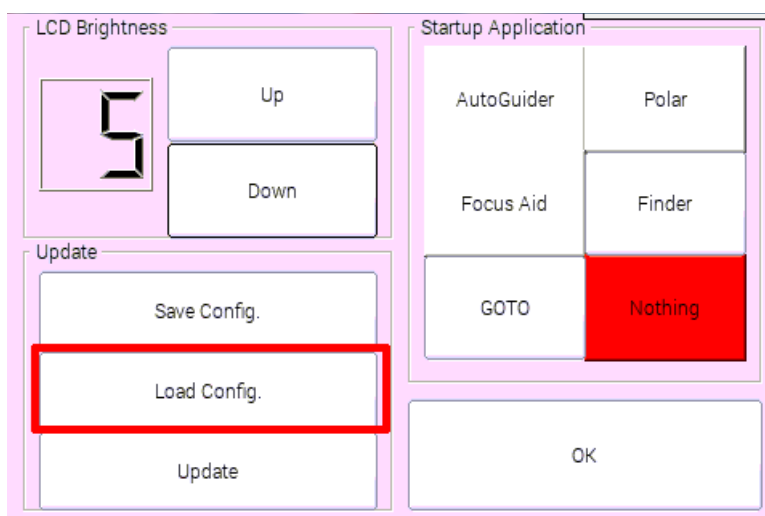 LCD Brightness
5
Up
Down
Update
Save Config.
Load Config.
Update
Startup Application
AutoGuider
Polar
Focus Aid
Finder
GOTO
Nothing
OK